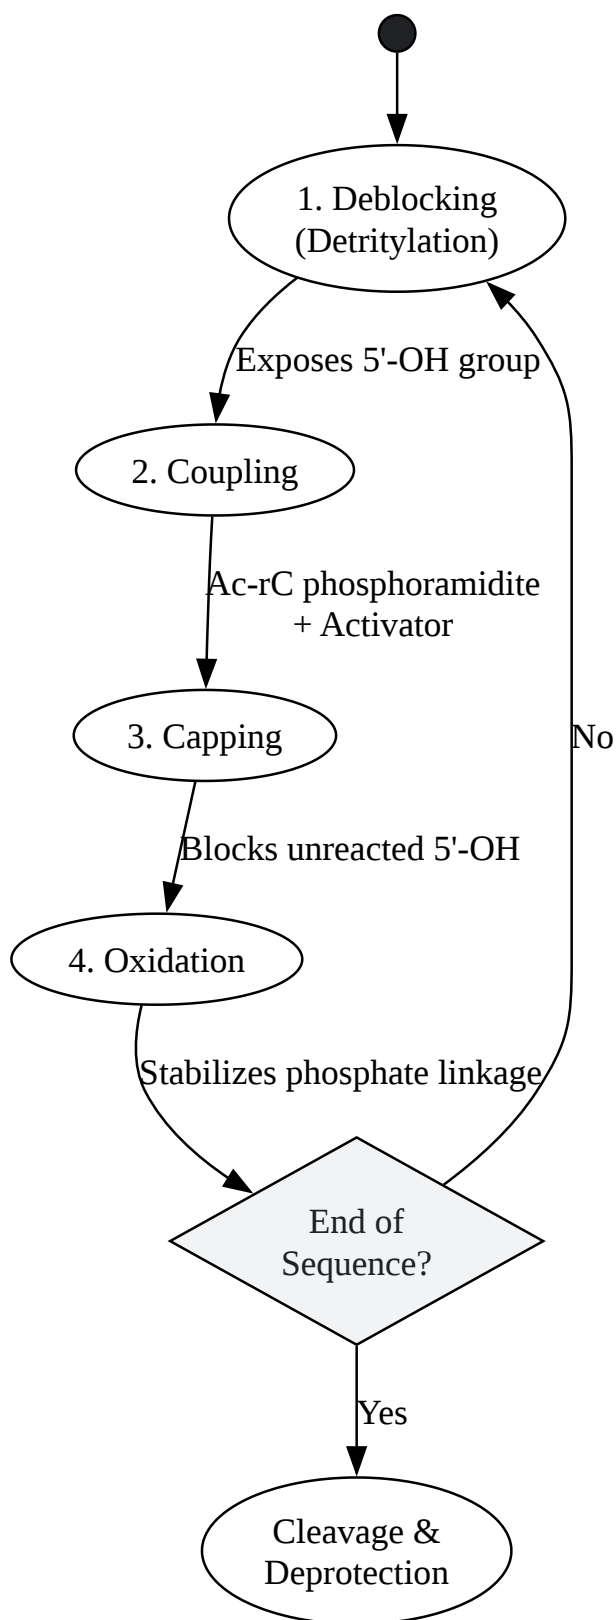 1. Deblocking
(Detritylation)
Exposes 5'-OH group
2. Coupling
Ac-rC phosphoramidite
+ Activator
3. Capping
No
Blocks unreacted 5'-OH
4. Oxidation
Stabilizes phosphate linkage
End of
Sequence?
Yes
Cleavage &
Deprotection